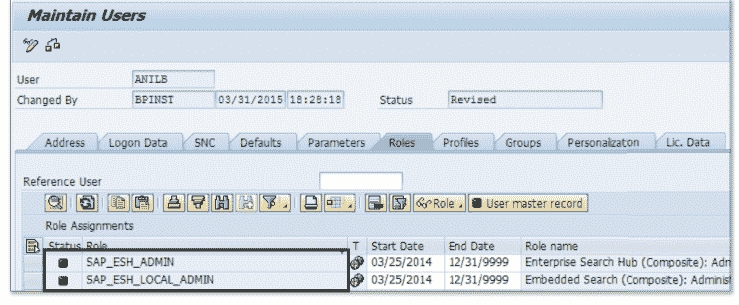 Maintain Users
User ANILB
Changed By BPINST 03/31/2015 18:28:18 Status Revised
Address Logon Data SNC Defaults Parameters Roles Profiles Groups Personalizaton Lic. Data
Reference User
Role User master record
Role Assignments
Status Role T Start Date End Date Role name
SAP_ESH_ADMIN 03/25/2014 12/31/9999 Enterprise Search Hub (Composite): Adm
SAP_ESH_LOCAL_ADMIN 03/25/2014 12/31/9999 Embedded Search (Composite): Administ